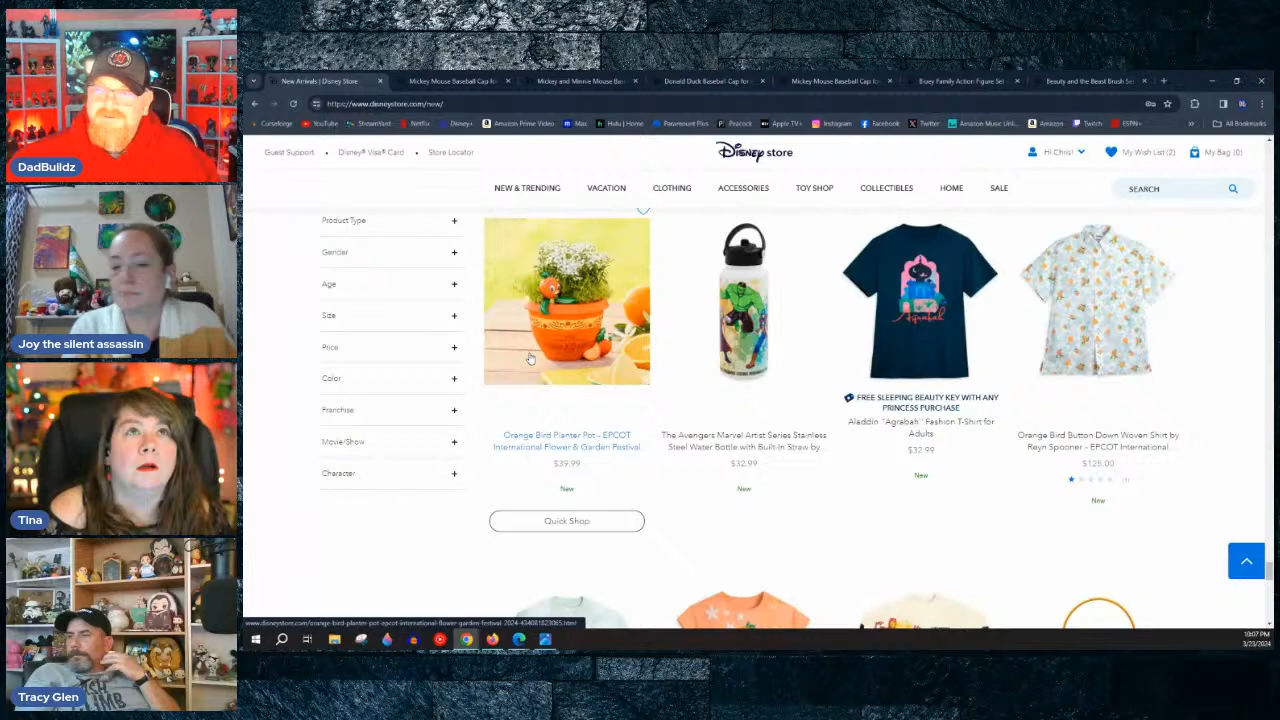 DadBuildz
Joy the silent assassin
Tina
Tracy Glen
New Arrivals | Disney Store
Mickey Mouse Baseball Cap for
Mickey and Minnie Mouse Bas
Donald Duck Baseball Cap for
Mickey Mouse Baseball Cap for
Bluey Family Action Figure Set
Beauty and the Beast Brush Set
https://www.disneystore.com/new/
Curseforge YouTube StreamYard Netflix Disney+ Amazon Prime Video Max Hulu | Home Paramount Plus Peacock Apple TV+ Instagram Facebook Twitter Amazon Music Unli... Amazon Twitch ESPN+ All Bookmarks
Guest Support • Disney® Visa® Card • Store Locator
Disney store
Hi Chris! My Wish List (2) My Bag (0)
NEW & TRENDING VACATION CLOTHING ACCESSORIES TOY SHOP COLLECTIBLES HOME SALE SEARCH
Product Type +
Gender +
Age +
Size +
Price +
Color +
Franchise +
Movie/Show +
Character +
Orange Bird Planter Pot – EPCOT
International Flower & Garden Festival
$39.99
New
Quick Shop
The Avengers Marvel Artist Series Stainless
Steel Water Bottle with Built-In Straw by...
$32.99
New
Agrabah
FREE SLEEPING BEAUTY KEY WITH ANY
PRINCESS PURCHASE
Aladdin ''Agrabah'' Fashion T-Shirt for
Adults
$32.99
New
Orange Bird Button Down Woven Shirt by
Reyn Spooner – EPCOT International...
$125.00
(1)
New
10:07 PM
3/23/2024